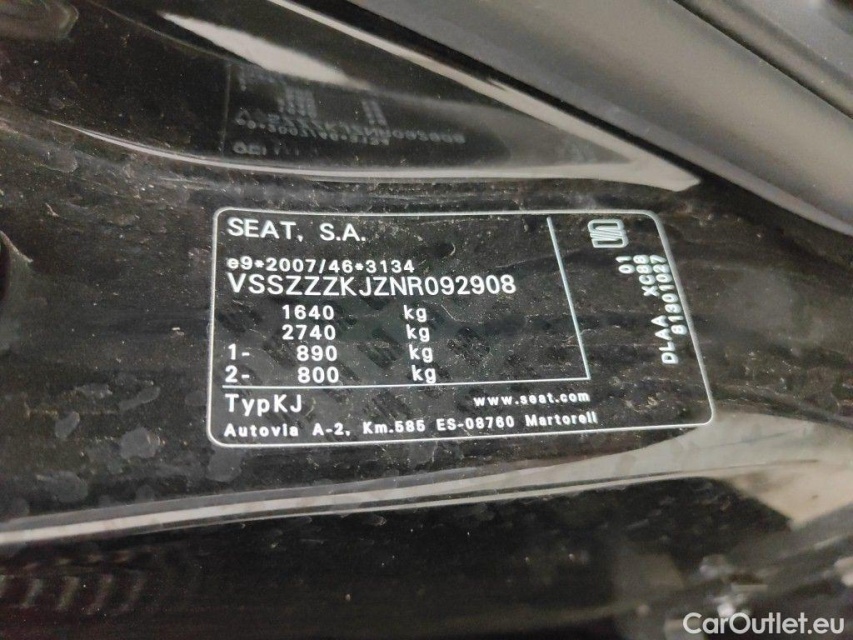 SEAT, S.A.
e9*2007/46*3134
VSSZZZKJZNR092908
1640 kg
2740 kg
1- 890 kg
2- 800 kg
TypKJ www.seat.com
Autovia A-2, Km.585 ES-08760 Martorell
01
DLAA XC8B
81301027
CarOutlet.eu